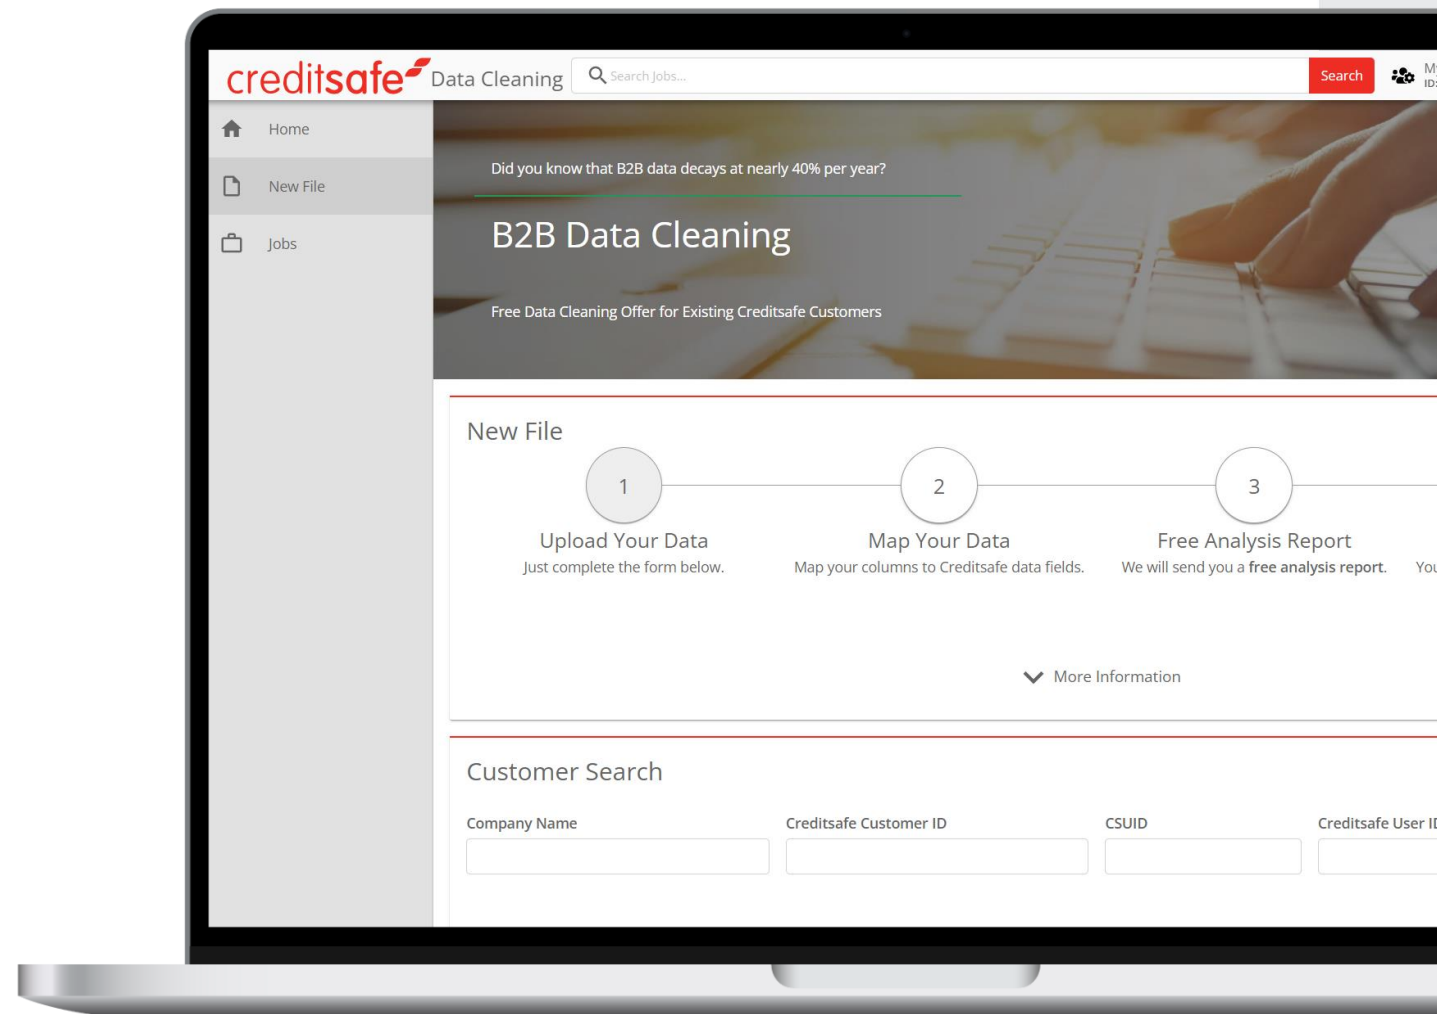 creditsafe Data Cleaning
Search Jobs...
Search
ID:
Home
New File
Jobs
Did you know that B2B data decays at nearly 40% per year?
B2B Data Cleaning
Free Data Cleaning Offer for Existing Creditsafe Customers
New File
1
2
3
Upload Your Data
Map Your Data
Free Analysis Report
Just complete the form below.
Map your columns to Creditsafe data fields.
We will send you a free analysis report.
More Information
Customer Search
Company Name
Creditsafe Customer ID
CSUID
Creditsafe User ID